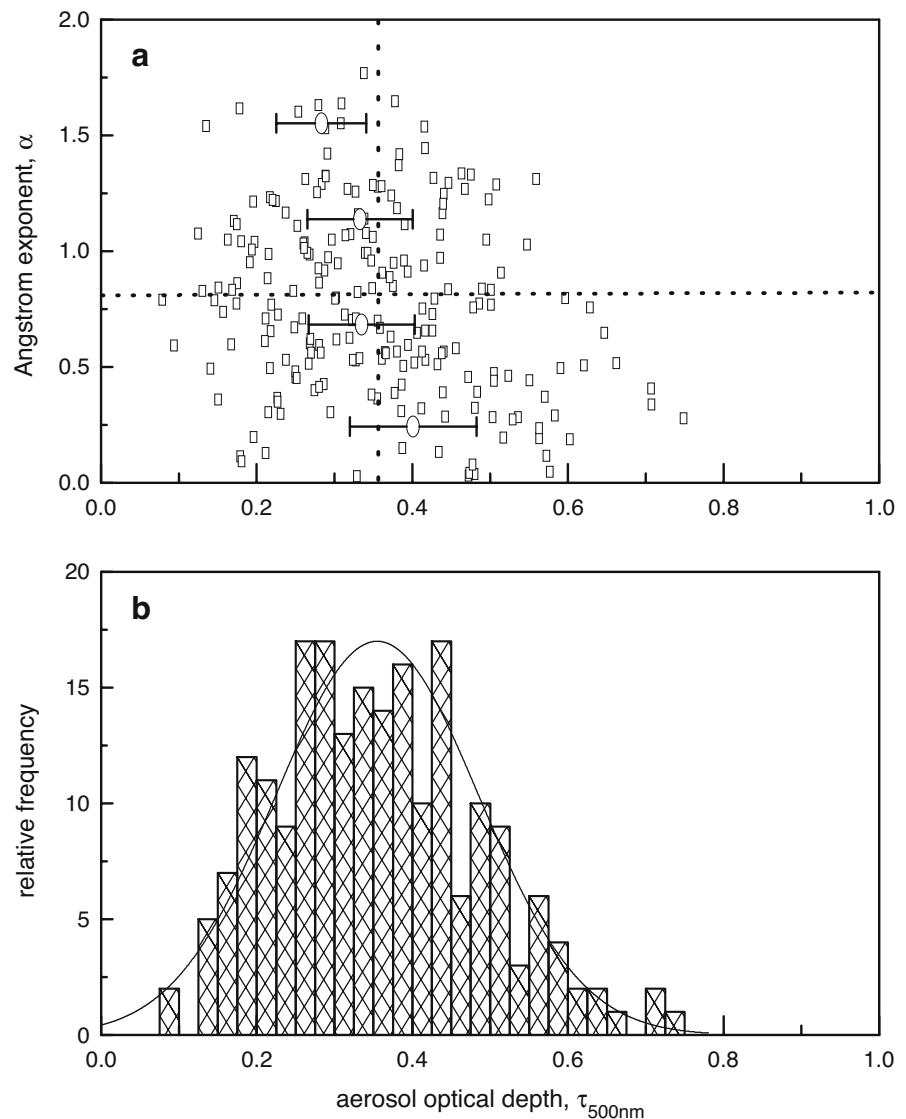 a
2.0
1.5
1.0
0.5
0.0
Angstrom exponent, α
0.0 0.2 0.4 0.6 0.8 1.0
b
20
15
10
5
0
relative frequency
0.0 0.2 0.4 0.6 0.8 1.0
aerosol optical depth, τ500nm